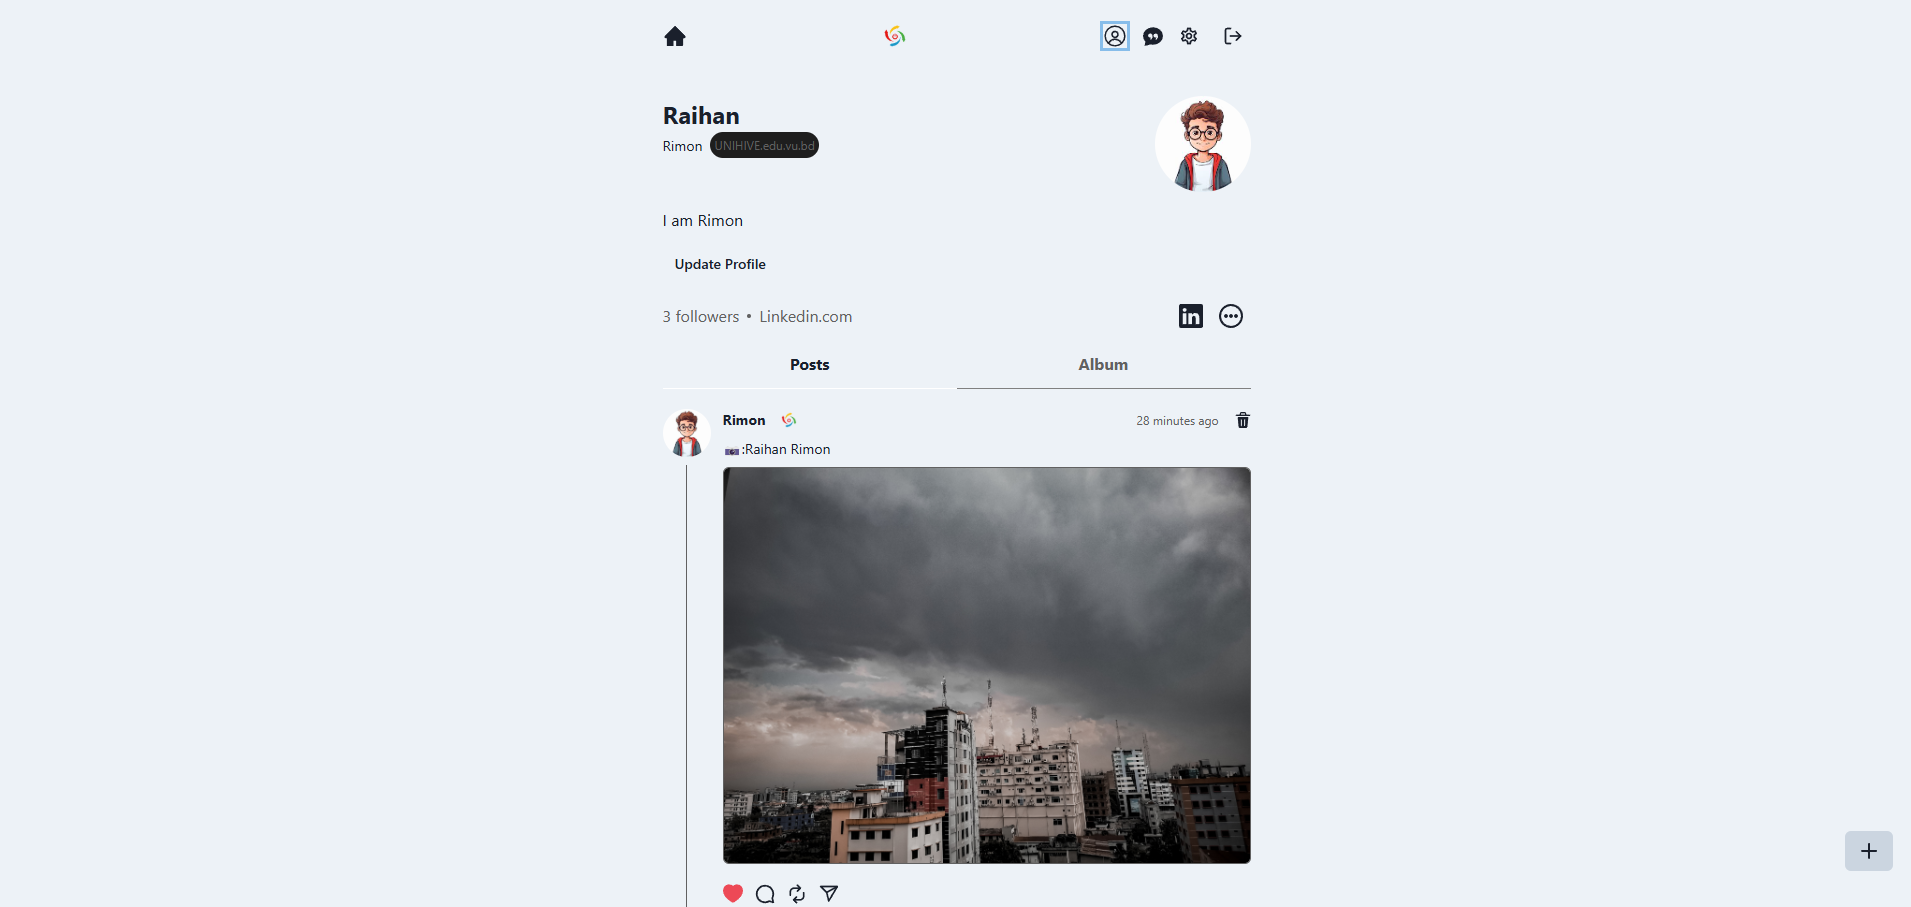 Raihan
Rimon UNIHIVE.edu.vu.bd
I am Rimon
Update Profile
3 followers • Linkedin.com
in
Posts Album
Rimon 28 minutes ago
📷:Raihan Rimon